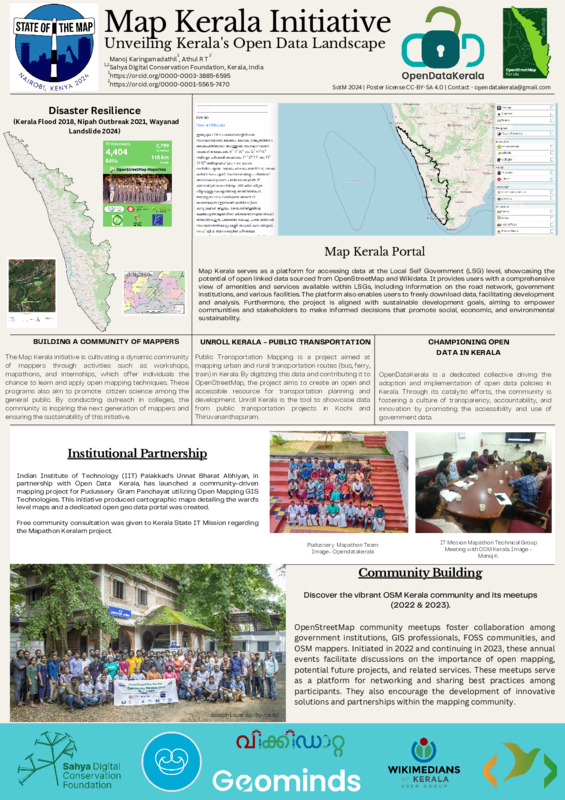 STATE OF THE MAP
NAIROBI, KENYA 2024
Map Kerala Initiative
Unveiling Kerala's Open Data Landscape
Manoj Karingamadathil¹, Athul R T²
¹,²Sahya Digital Conservation Foundation, Kerala, India
¹https://orcid.org/0000-0003-3885-6595
²https://orcid.org/0000-0001-5565-7470
OpenDataKerala
OpenStreetMap
Kerala
SotM 2024 | Poster license CC-BY-SA 4.0 | Contact - opendatakerala@gmail.com
Disaster Resilience
(Kerala Flood 2018, Nipah Outbreak 2021, Wayanad
Landslide 2024)
4,404
Edits
2,799
118 km
OpenStreetMap Mapathon
Map Kerala Portal
Map Kerala serves as a platform for accessing data at the Local Self Government (LSG) level, showcasing the
potential of open linked data sourced from OpenStreetMap and Wikidata. It provides users with a comprehensive
view of amenities and services available within LSGs, including information on the road network, government
institutions, and various facilities. The platform also enables users to freely download data, facilitating development
and analysis. Furthermore, the project is aligned with sustainable development goals, aiming to empower
communities and stakeholders to make informed decisions that promote social, economic, and environmental
sustainability.
BUILDING A COMMUNITY OF MAPPERS
The Map Kerala initiative is cultivating a dynamic community
of mappers through activities such as workshops,
mapathons, and internships, which offer individuals the
chance to learn and apply open mapping techniques. These
programs also aim to promote citizen science among the
general public. By conducting outreach in colleges, the
community is inspiring the next generation of mappers and
ensuring the sustainability of this initiative.
UNROLL KERALA - PUBLIC TRANSPORTATION
Public Transportation Mapping is a project aimed at
mapping urban and rural transportation routes (bus, ferry,
train) in Kerala. By digitizing this data and contributing it to
OpenStreetMap, the project aims to create an open and
accessible resource for transportation planning and
development. Unroll Kerala is the tool to showcase data
from public transportation projects in Kochi and
Thiruvananthapuram.
CHAMPIONING OPEN
DATA IN KERALA
OpenDataKerala is a dedicated collective driving the
adoption and implementation of open data policies in
Kerala. Through its catalytic efforts, the community is
fostering a culture of transparency, accountability, and
innovation by promoting the accessibility and use of
government data.
Institutional Partnership
Indian Institute of Technology (IIT) Palakkad's Unnat Bharat Abhiyan, in
partnership with Open Data Kerala, has launched a community-driven
mapping project for Pudussery Gram Panchayat utilizing Open Mapping GIS
Technologies. This initiative produced cartographic maps detailing the ward's
level maps and a dedicated open geo data portal was created.
Free community consultation was given to Kerala State IT Mission regarding
the Mapathon Keralam project.
Pudussery Mapathon Team
Image - Opendatakerala
IT Mission Mapathon Technical Group
Meeting with OSM Kerala. Image -
Manoj K.
Community Building
Discover the vibrant OSM Kerala community and its meetups
(2022 & 2023).
OpenStreetMap community meetups foster collaboration among
government institutions, GIS professionals, FOSS communities, and
OSM mappers. Initiated in 2022 and continuing in 2023, these annual
events facilitate discussions on the importance of open mapping,
potential future projects, and related services. These meetups serve
as a platform for networking and sharing best practices among
participants. They also encourage the development of innovative
solutions and partnerships within the mapping community.
Sahya Digital
Conservation
Foundation
വിക്കിഡാറ്റ
Geominds
WIKIMEDIANS
OF KERALA
USER GROUP